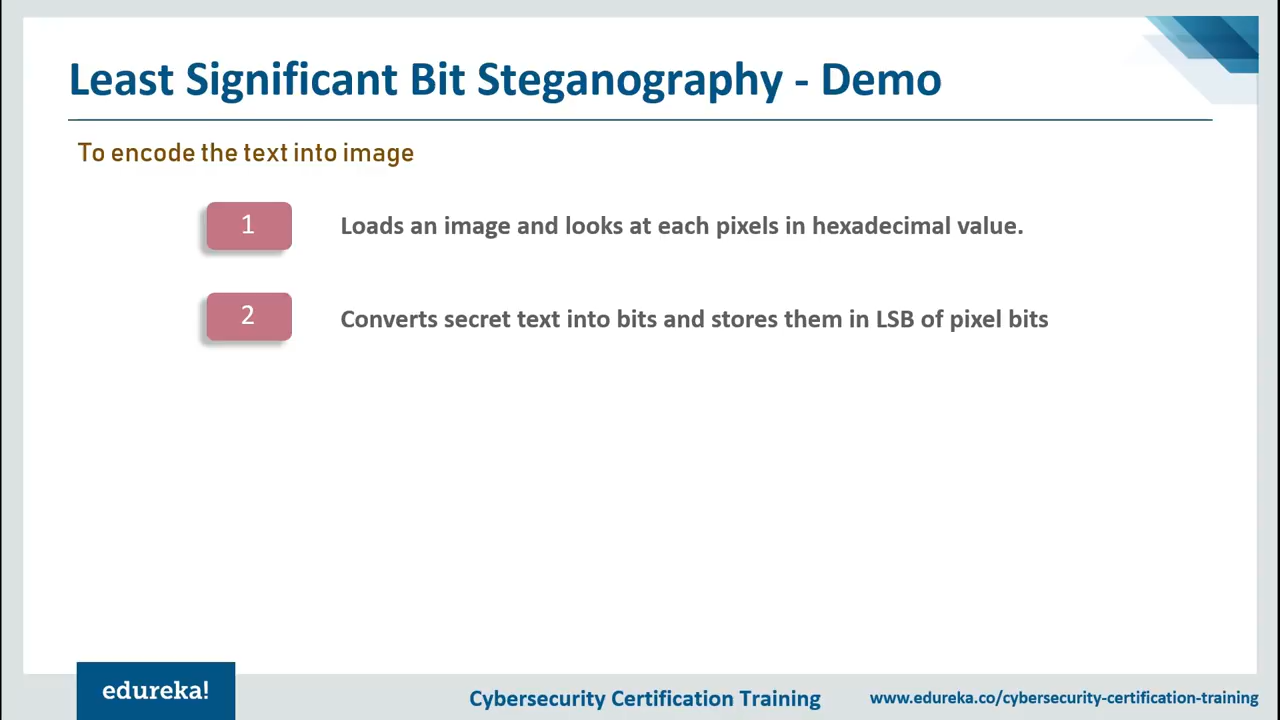 Least Significant Bit Steganography - Demo
To encode the text into image
1
Loads an image and looks at each pixels in hexadecimal value.
2
Converts secret text into bits and stores them in LSB of pixel bits
edureka!
Cybersecurity Certification Training
www.edureka.co/cybersecurity-certification-training